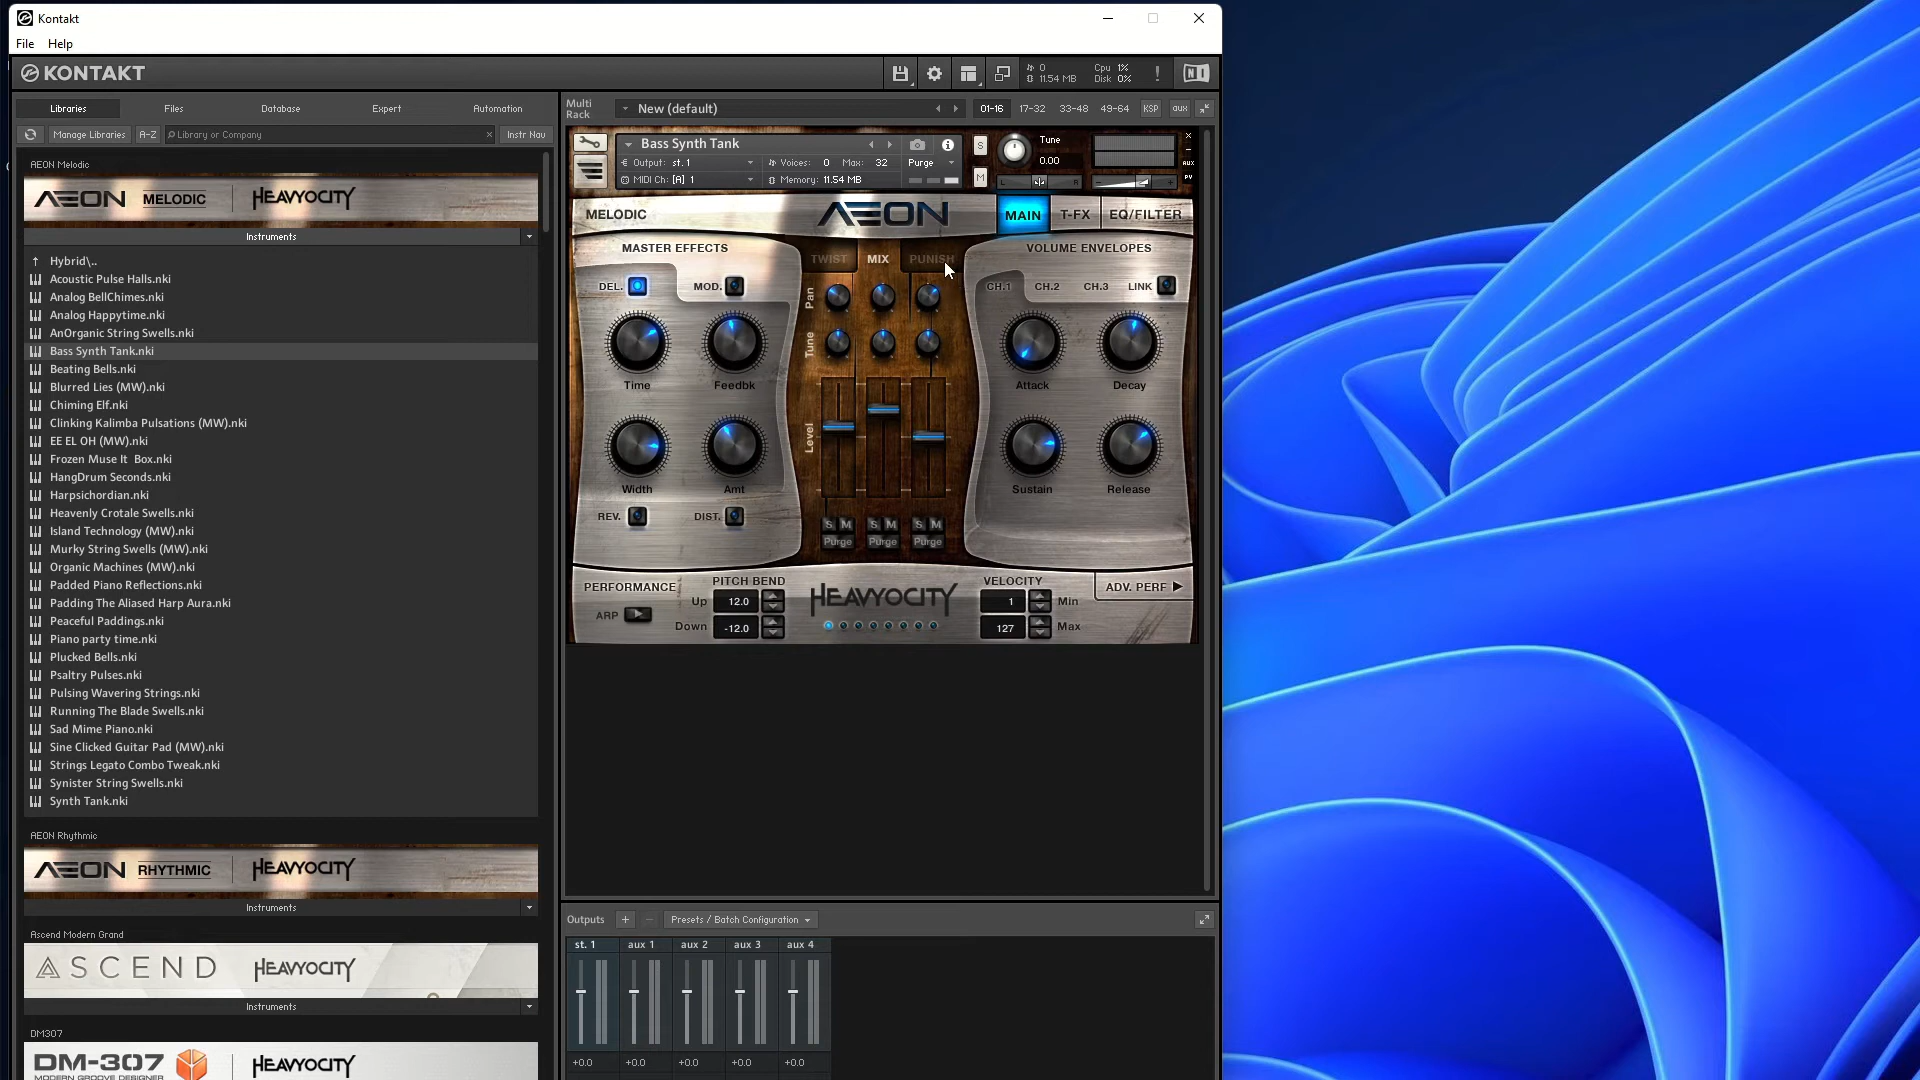 Kontakt
File Help
KONTAKT
0
11.54 MB
Cpu 1%
Disk 0%
!
NI
Libraries Files Database Expert Automation
Manage Libraries A-Z Library or Company × Instr Nav
AEON Melodic
AEON MELODIC HEAVYOCITY
Instruments
Hybrid\..
Acoustic Pulse Halls.nki
Analog BellChimes.nki
Analog Happytime.nki
AnOrganic String Swells.nki
Bass Synth Tank.nki
Beating Bells.nki
Blurred Lies (MW).nki
Chiming Elf.nki
Clinking Kalimba Pulsations (MW).nki
EE EL OH (MW).nki
Frozen Muse It  Box.nki
HangDrum Seconds.nki
Harpsichordian.nki
Heavenly Crotale Swells.nki
Island Technology (MW).nki
Murky String Swells (MW).nki
Organic Machines (MW).nki
Padded Piano Reflections.nki
Padding The Aliased Harp Aura.nki
Peaceful Paddings.nki
Piano party time.nki
Plucked Bells.nki
Psaltry Pulses.nki
Pulsing Wavering Strings.nki
Running The Blade Swells.nki
Sad Mime Piano.nki
Sine Clicked Guitar Pad (MW).nki
Strings Legato Combo Tweak.nki
Synister String Swells.nki
Synth Tank.nki
AEON Rhythmic
AEON RHYTHMIC HEAVYOCITY
Instruments
Ascend Modern Grand
ASCEND HEAVYOCITY
Instruments
DM307
DM-307 HEAVYOCITY
MODERN GROOVE DESIGNER
Multi
Rack
New (default)
01-16 17-32 33-48 49-64 KSP aux
Bass Synth Tank
Output: st. 1 Voices: 0 Max: 32 Purge
MIDI Ch: [A] 1 Memory: 11.54 MB
S
M
Tune
0.00
L R
AUX
PV
MELODIC AEON MAIN T-FX EQ/FILTER
MASTER EFFECTS
TWIST MIX PUNISH
VOLUME ENVELOPES
DEL. MOD.
Pan
CH.1 CH.2 CH.3 LINK
Tune
Time Feedbk
Attack Decay
Level
Width Amt
Sustain Release
REV. DIST.
S M S M S M
Purge Purge Purge
PERFORMANCE
PITCH BEND
HEAVYOCITY
VELOCITY
ADV. PERF
ARP
Up 12.0
Down -12.0
1 Min
127 Max
Outputs + − Presets / Batch Configuration
st. 1 aux 1 aux 2 aux 3 aux 4
+0.0 +0.0 +0.0 +0.0 +0.0